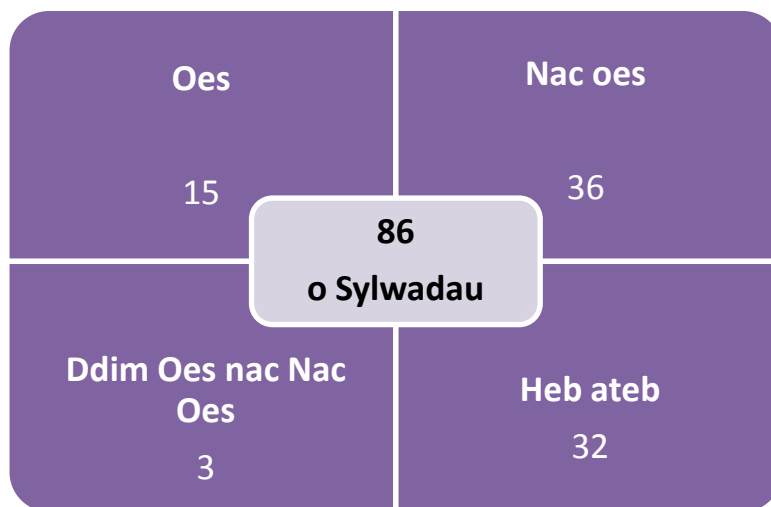 Oes
15
Nac oes
36
86
o Sylwadau
Ddim Oes nac Nac
Oes
3
Heb ateb
32